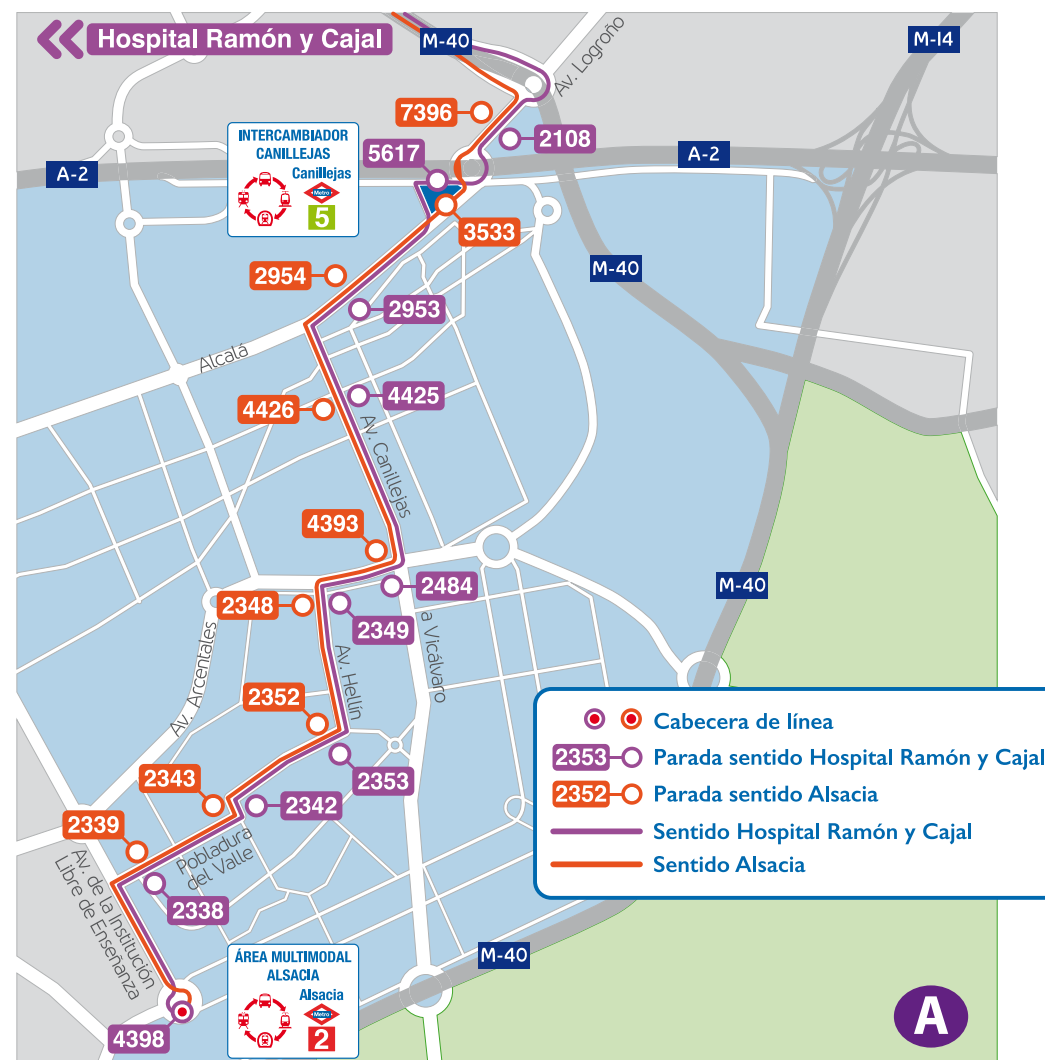 Hospital Ramón y Cajal
M-40
Av. Logroño
M-14
7396
2108
INTERCAMBIADOR
CANILLEJAS
Canillejas
Metro
5
5617
A-2
A-2
3533
M-40
2954
2953
Alcalá
4426
4425
Av. Canillejas
a Vicálvaro
4393
2484
M-40
2348
2349
Av. Arcentales
Av. Hellín
2352
2353
2343
2342
2339
Pobladura
del Valle
Av. de la Institución
Libre de Enseñanza
2338
Cabecera de línea
2353
Parada sentido Hospital Ramón y Cajal
2352
Parada sentido Alsacia
Sentido Hospital Ramón y Cajal
Sentido Alsacia
M-40
ÁREA MULTIMODAL
ALSACIA
Alsacia
Metro
2
4398
A